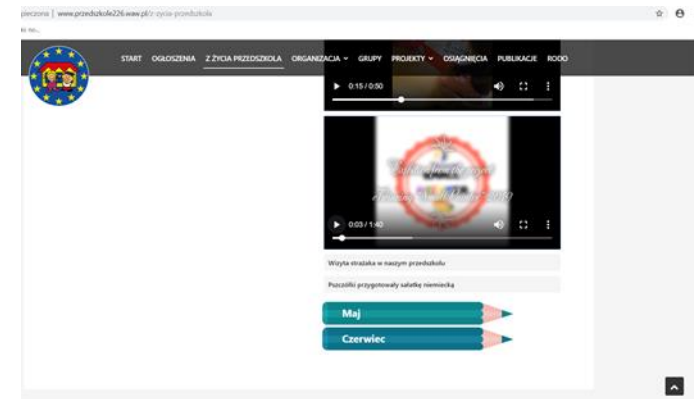 pieczona | www.przedszkole226.waw.pl/z-zycia-przedszkola
START OGŁOSZENIA Z ŻYCIA PRZEDSZKOLA ORGANIZACJA GRUPY PROJEKTY OSIĄGNIĘCIA PUBLIKACJE RODO
0:15 / 0:50
0:03 / 1:40
Wizyta strażaka w naszym przedszkolu
Pszczółki przygotowały sałatkę niemiecką
Maj
Czerwiec